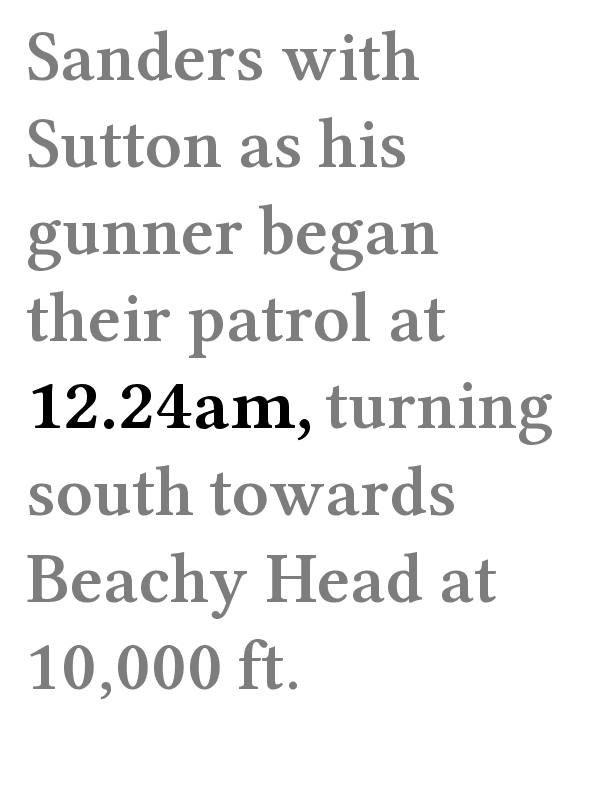 Sanders with
Sutton as his
gunner began
their patrol at
12.24am, turning
south towards
Beachy Head at
10,000 ft.